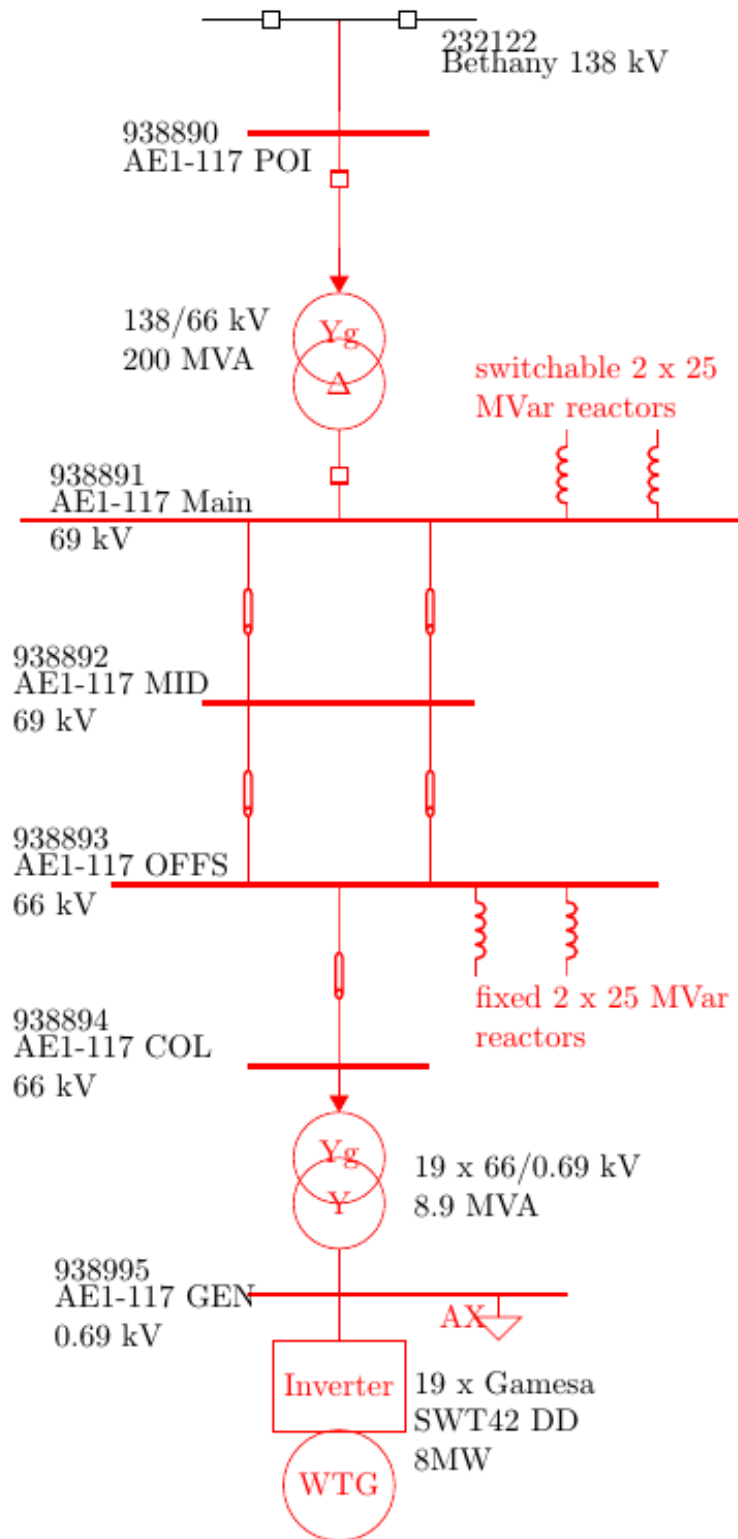 232122
Bethany 138 kV
938890
AE1-117 POI
Yg
Δ
138/66 kV
200 MVA
switchable 2 x 25
MVar reactors
938891
AE1-117 Main
69 kV
938892
AE1-117 MID
69 kV
938893
AE1-117 OFFS
66 kV
fixed 2 x 25 MVar
reactors
938894
AE1-117 COL
66 kV
Yg
Y
19 x 66/0.69 kV
8.9 MVA
938995
AE1-117 GEN
0.69 kV
AX
Inverter
19 x Gamesa
SWT42 DD
8MW
WTG